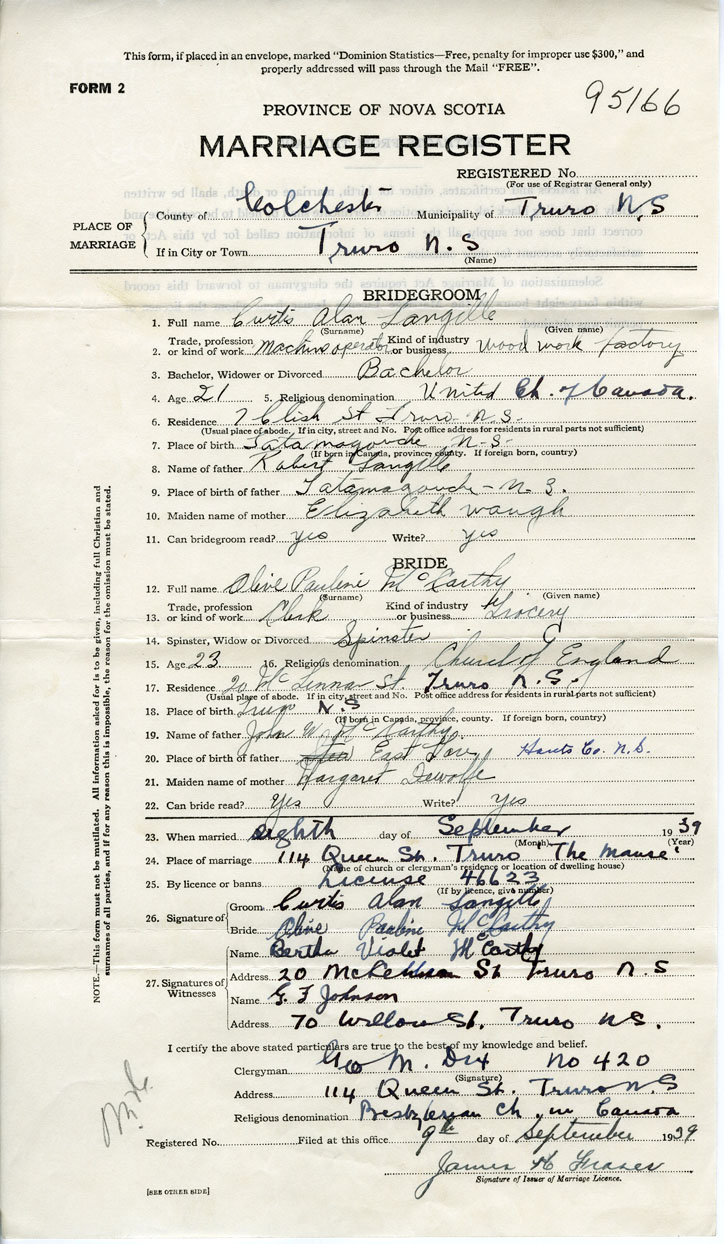 This form, if placed in an envelope, marked "Dominion Statistics—Free, penalty for improper use $300," and
properly addressed will pass through the Mail "FREE".
FORM 2
95166
PROVINCE OF NOVA SCOTIA
MARRIAGE REGISTER
REGISTERED No.
(For use of Registrar General only)
PLACE OF MARRIAGE
County of Colchester Municipality of Truro N.S
If in City or Town Truro N.S
(Name)
BRIDEGROOM
1. Full name Curtis Alan Langille
(Surname) (Given name)
2. Trade, profession or kind of work Machine operator Kind of industry or business wood work factory
3. Bachelor, Widower or Divorced Bachelor
4. Age 21 5. Religious denomination United Ch. of Canada.
6. Residence 7 St Truro N.S.
(Usual place of abode. If in city, street and No. Post office address for residents in rural parts not sufficient)
7. Place of birth Tatamagouche N.S.
(If born in Canada, province, county. If foreign born, country)
8. Name of father Robert Langille
9. Place of birth of father Tatamagouche - N.S.
10. Maiden name of mother Elizabeth Waugh
11. Can bridegroom read? yes Write? yes
BRIDE
12. Full name Olive Pauline McCarthy
(Surname) (Given name)
13. Trade, profession or kind of work Clerk Kind of industry or business Grocery
14. Spinster, Widow or Divorced Spinster
15. Age 23 16. Religious denomination Church of England
17. Residence 20 St. Truro N.S.
(Usual place of abode. If in city, street and No. Post office address for residents in rural parts not sufficient)
18. Place of birth Truro N.S
(If born in Canada, province, county. If foreign born, country)
19. Name of father John W. McCarthy
20. Place of birth of father East Hants Co. N.S.
21. Maiden name of mother Margaret Dewolfe
22. Can bride read? Yes Write? Yes
23. When married eighth day of September 1939
(Month) (Year)
24. Place of marriage 114 Queen St. Truro "The Manse"
(Name of church or clergyman's residence or location of dwelling house)
25. By licence or banns License 46623
(If by licence, give number)
26. Signature of
Groom Curtis Alan Langille
Bride Olive Pauline McCarthy
27. Signatures of Witnesses
Name Bertha Violet McCarthy
Address 20 St Truro N.S
Name G. F Johnson
Address 70 Willow St. Truro N.S.
I certify the above stated particulars are true to the best of my knowledge and belief.
Clergyman Geo M. Dix No 420
(Signature)
Address 114 Queen St. Truro N.S
Religious denomination Presbyterian Ch. in Canada
Registered No. Filed at this office 9th day of September 1939
James Fraser
Signature of Issuer of Marriage Licence.
[SEE OTHER SIDE]
NOTE.—This form must not be mutilated. All information asked for is to be given, including full Christian and
surnames of all parties, and if for any reason this is impossible, the reason for the omission must be stated.